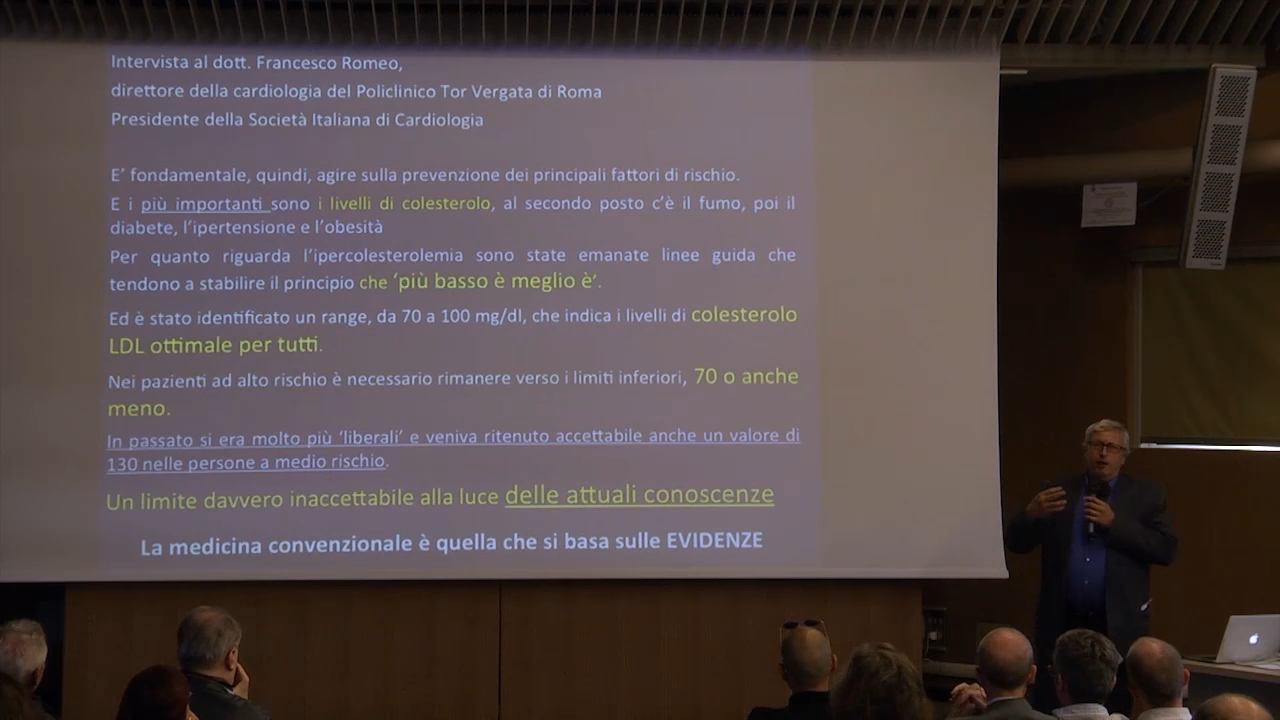 Intervista al dott. Francesco Romeo,
direttore della cardiologia del Policlinico Tor Vergata di Roma
Presidente della Società Italiana di Cardiologia
E’ fondamentale, quindi, agire sulla prevenzione dei principali fattori di rischio.
E i più importanti sono i livelli di colesterolo, al secondo posto c’è il fumo, poi il
diabete, l’ipertensione e l’obesità
Per quanto riguarda l’ipercolesterolemia sono state emanate linee guida che
tendono a stabilire il principio che ‘più basso è meglio è’.
Ed è stato identificato un range, da 70 a 100 mg/dl, che indica i livelli di colesterolo
LDL ottimale per tutti.
Nei pazienti ad alto rischio è necessario rimanere verso i limiti inferiori, 70 o anche
meno.
In passato si era molto più ‘liberali’ e veniva ritenuto accettabile anche un valore di
130 nelle persone a medio rischio.
Un limite davvero inaccettabile alla luce delle attuali conoscenze
La medicina convenzionale è quella che si basa sulle EVIDENZE